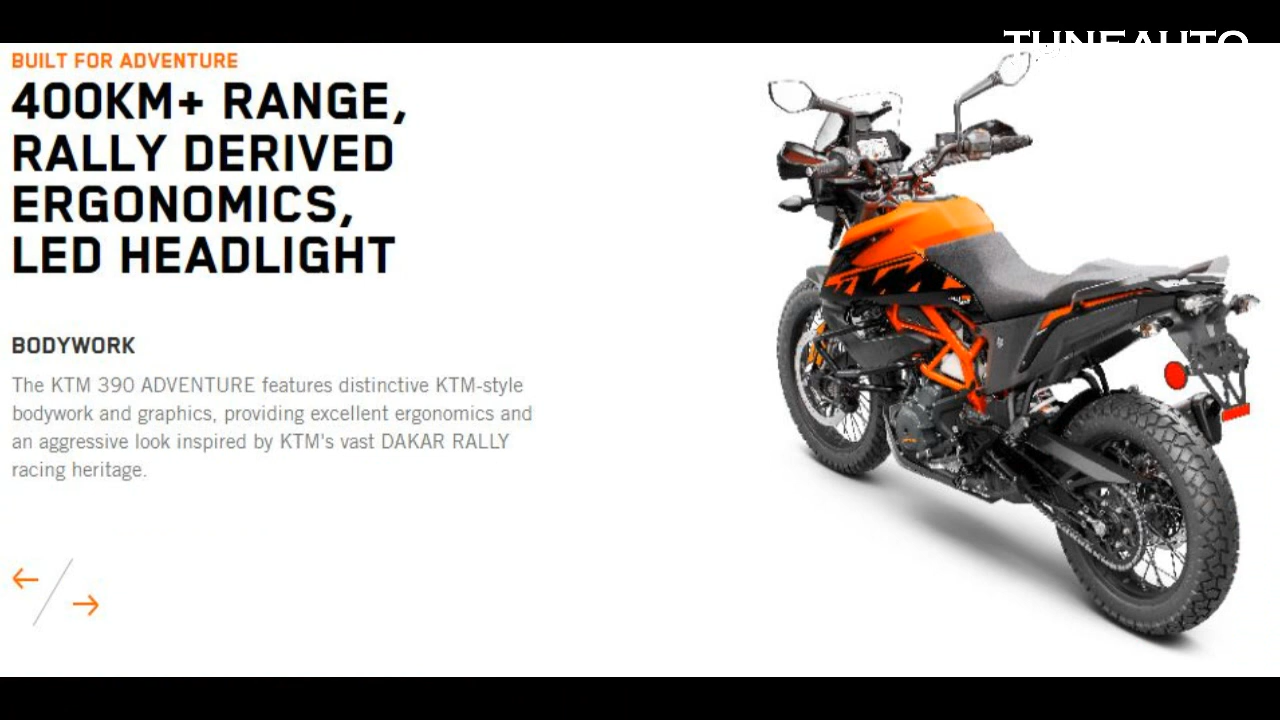 TUNEAUTO
BUILT FOR ADVENTURE
400KM+ RANGE,
RALLY DERIVED
ERGONOMICS,
LED HEADLIGHT
BODYWORK
The KTM 390 ADVENTURE features distinctive KTM-style
bodywork and graphics, providing excellent ergonomics and
an aggressive look inspired by KTM's vast DAKAR RALLY
racing heritage.